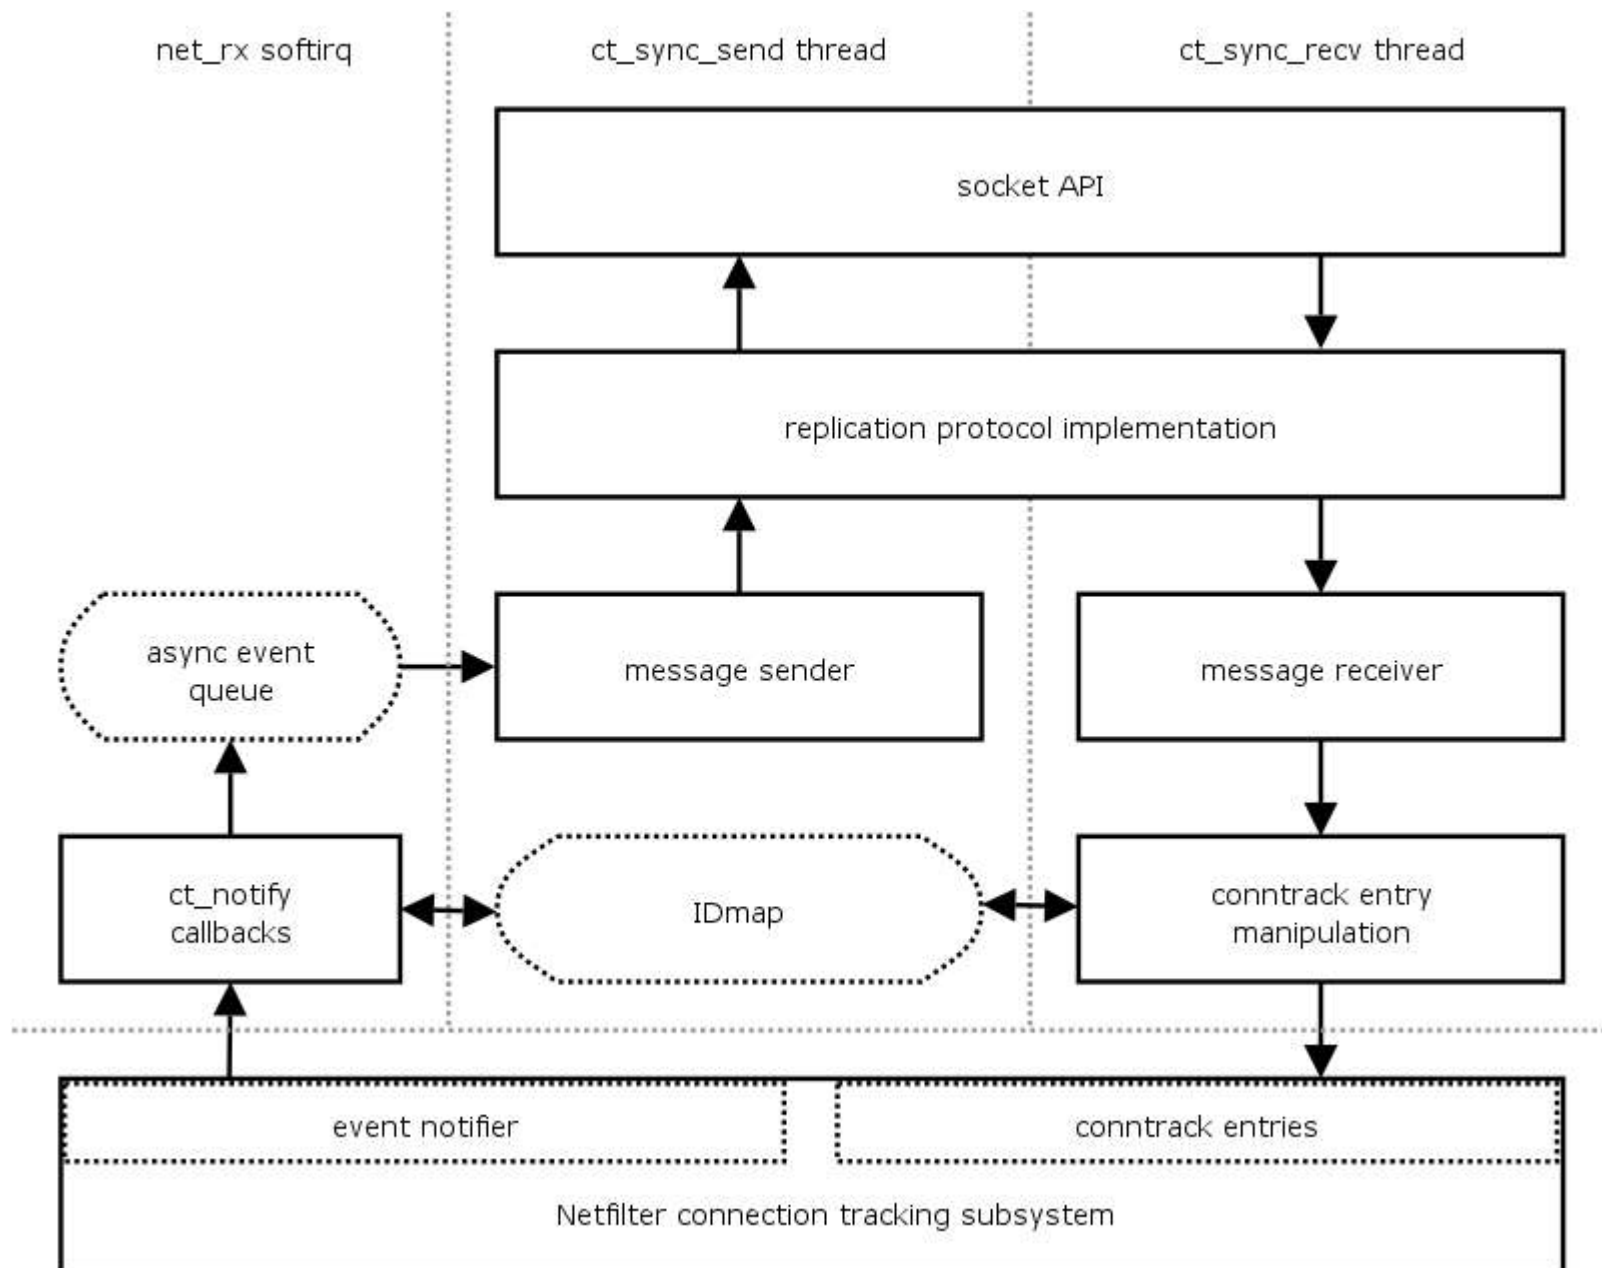 net_rx softirq
ct_sync_send thread
ct_sync_recv thread
socket API
replication protocol implementation
async event
queue
message sender
message receiver
ct_notify
callbacks
IDmap
conntrack entry
manipulation
event notifier
conntrack entries
Netfilter connection tracking subsystem